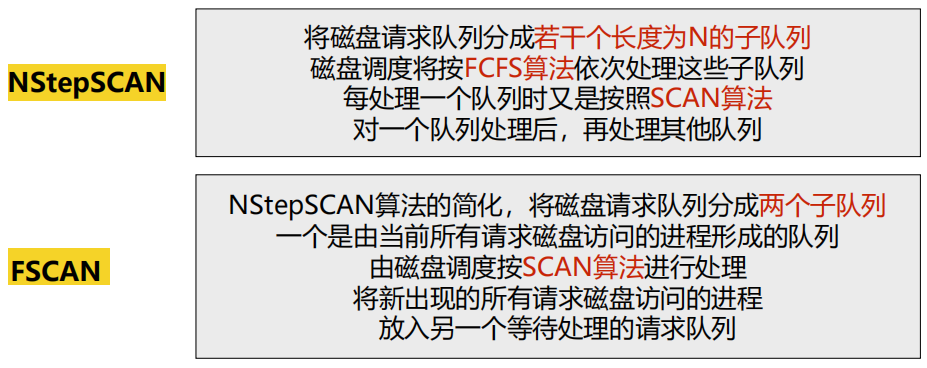 NStepSCAN
将磁盘请求队列分成若干个长度为N的子队列
磁盘调度将按FCFS算法依次处理这些子队列
每处理一个队列时又是按照SCAN算法
对一个队列处理后，再处理其他队列
FSCAN
NStepSCAN算法的简化，将磁盘请求队列分成两个子队列
一个是由当前所有请求磁盘访问的进程形成的队列
由磁盘调度按SCAN算法进行处理
将新出现的所有请求磁盘访问的进程
放入另一个等待处理的请求队列